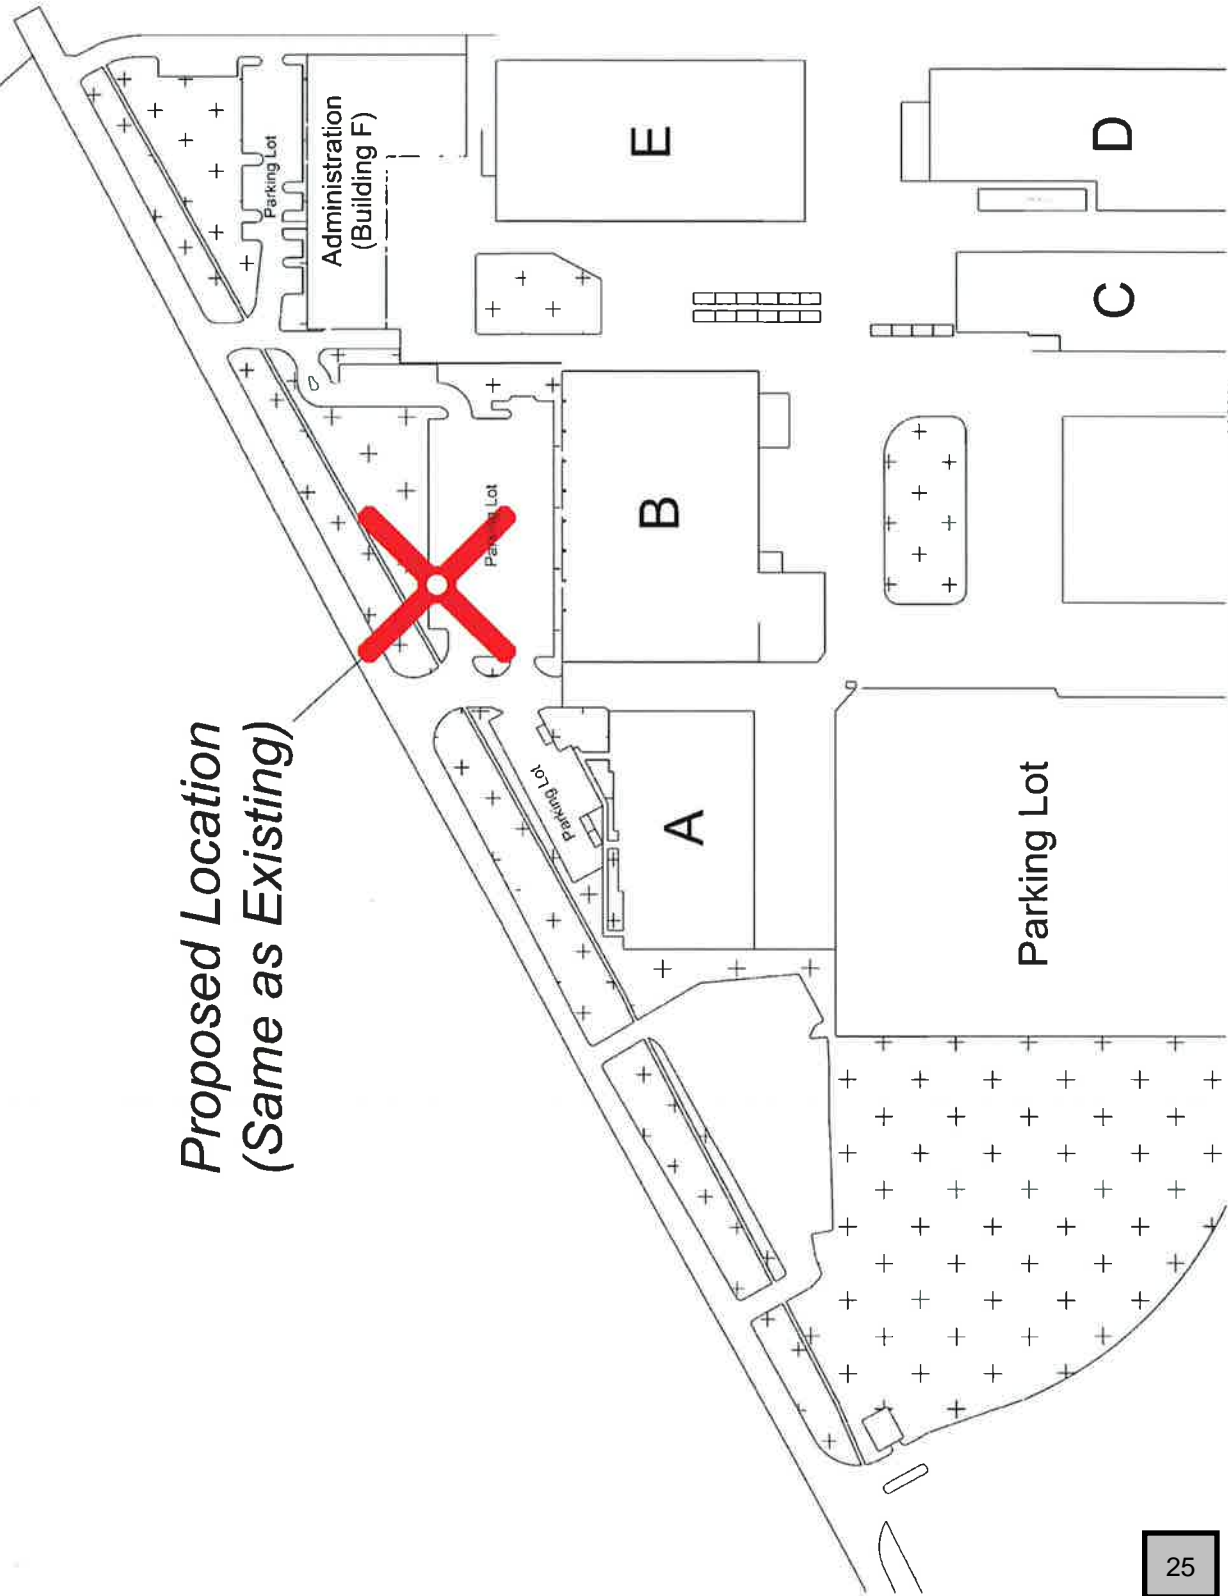 Proposed Location
(Same as Existing)
Parking Lot
Administration
(Building F)
E
D
C
Parking Lot
B
Parking Lot
A
Parking Lot
25